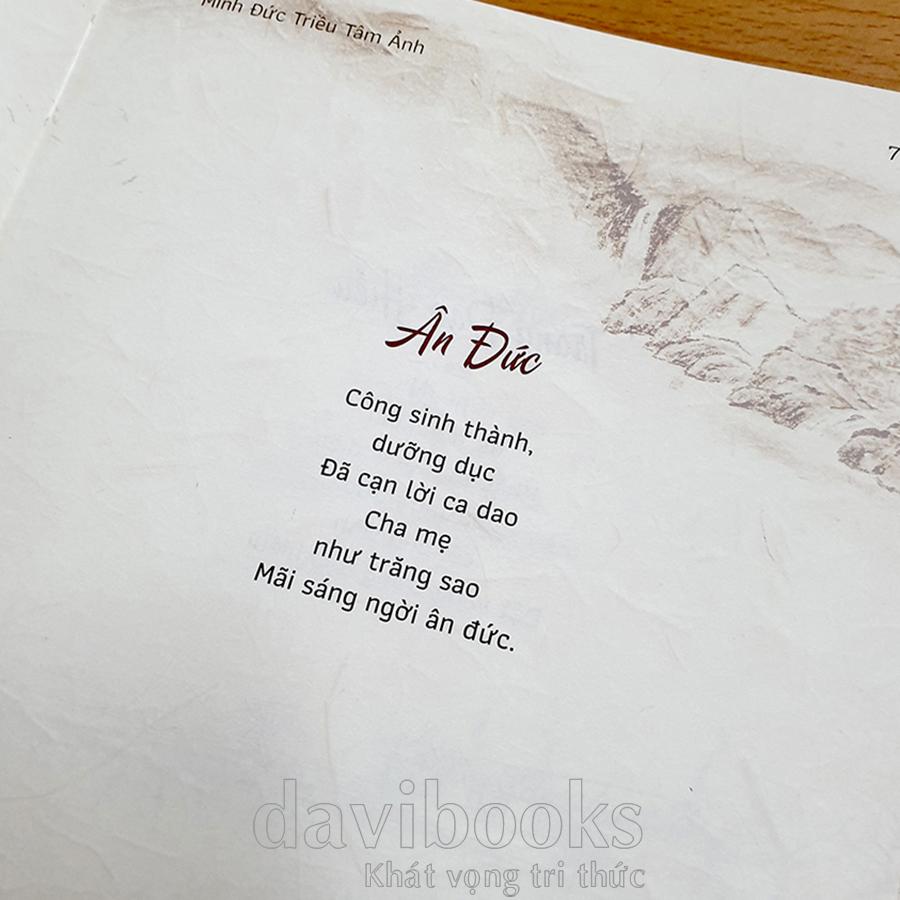 Minh Đức Triều Tâm Ảnh
7
Ân Đức
Công sinh thành,
dưỡng dục
Đã cạn lời ca dao
Cha mẹ
như trăng sao
Mãi sáng ngời ân đức.
davibooks
Khát vọng tri thức